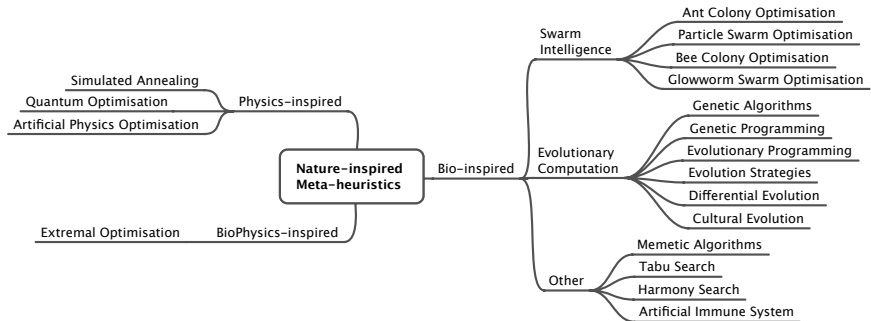 Nature-inspired
Meta-heuristics
Physics-inspired
Simulated Annealing
Quantum Optimisation
Artificial Physics Optimisation
BioPhysics-inspired
Extremal Optimisation
Bio-inspired
Swarm
Intelligence
Ant Colony Optimisation
Particle Swarm Optimisation
Bee Colony Optimisation
Glowworm Swarm Optimisation
Evolutionary
Computation
Genetic Algorithms
Genetic Programming
Evolutionary Programming
Evolution Strategies
Differential Evolution
Cultural Evolution
Other
Memetic Algorithms
Tabu Search
Harmony Search
Artificial Immune System